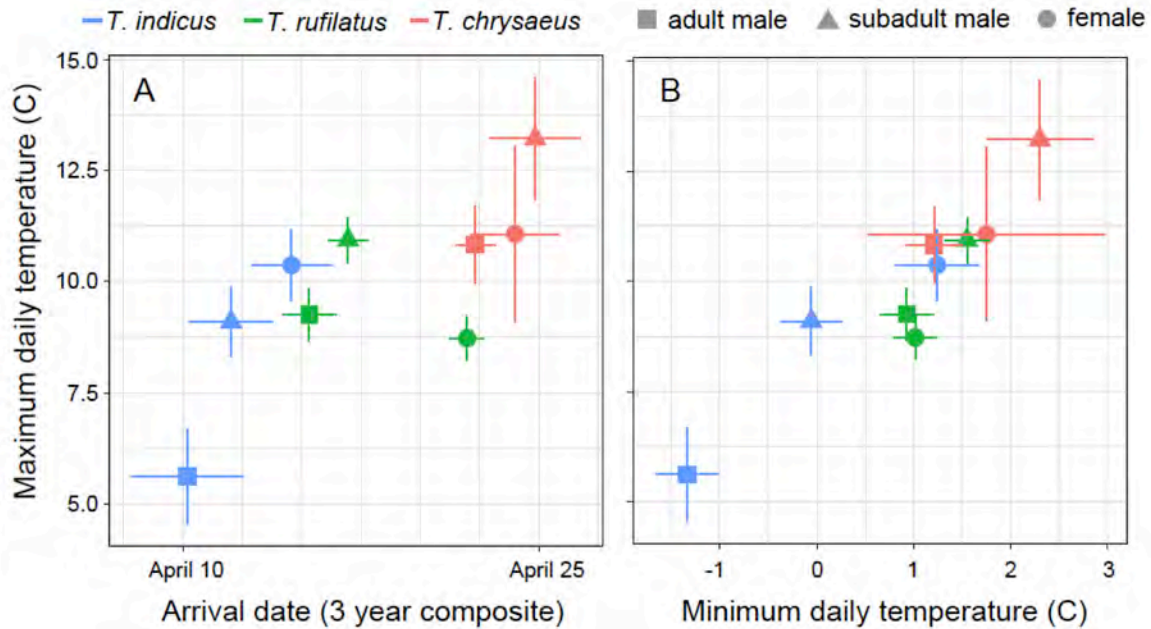 T. indicus T. rufilatus T. chrysaeus adult male subadult male female
A B
Maximum daily temperature (C)
15.0
12.5
10.0
7.5
5.0
April 10 April 25 -1 0 1 2 3
Arrival date (3 year composite) Minimum daily temperature (C)